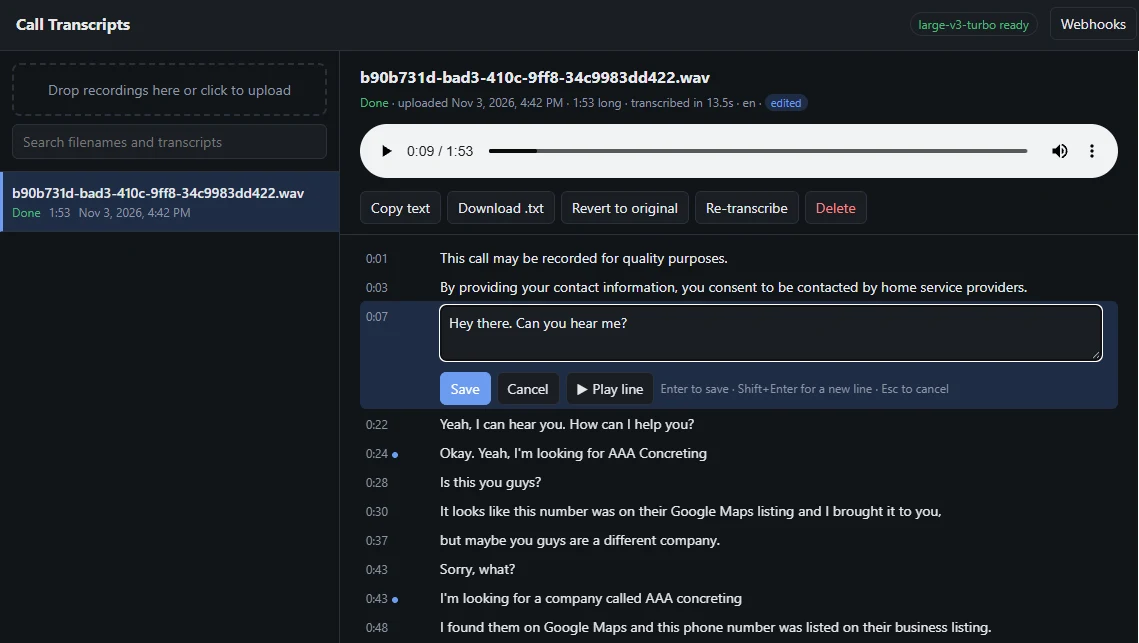 Call Transcripts
large-v3-turbo ready
Webhooks
Drop recordings here or click to upload
Search filenames and transcripts
b90b731d-bad3-410c-9ff8-34c9983dd422.wav
Done 1:53 Nov 3, 2026, 4:42 PM
b90b731d-bad3-410c-9ff8-34c9983dd422.wav
Done · uploaded Nov 3, 2026, 4:42 PM · 1:53 long · transcribed in 13.5s · en · edited
0:09 / 1:53
Copy text Download .txt Revert to original Re-transcribe Delete
0:01 This call may be recorded for quality purposes.
0:03 By providing your contact information, you consent to be contacted by home service providers.
0:07 Hey there. Can you hear me?
Save Cancel ▶ Play line Enter to save · Shift+Enter for a new line · Esc to cancel
0:22 Yeah, I can hear you. How can I help you?
0:24 Okay. Yeah, I'm looking for AAA Concreting
0:28 Is this you guys?
0:30 It looks like this number was on their Google Maps listing and I brought it to you,
0:37 but maybe you guys are a different company.
0:43 Sorry, what?
0:43 I'm looking for a company called AAA concreting
0:48 I found them on Google Maps and this phone number was listed on their business listing.